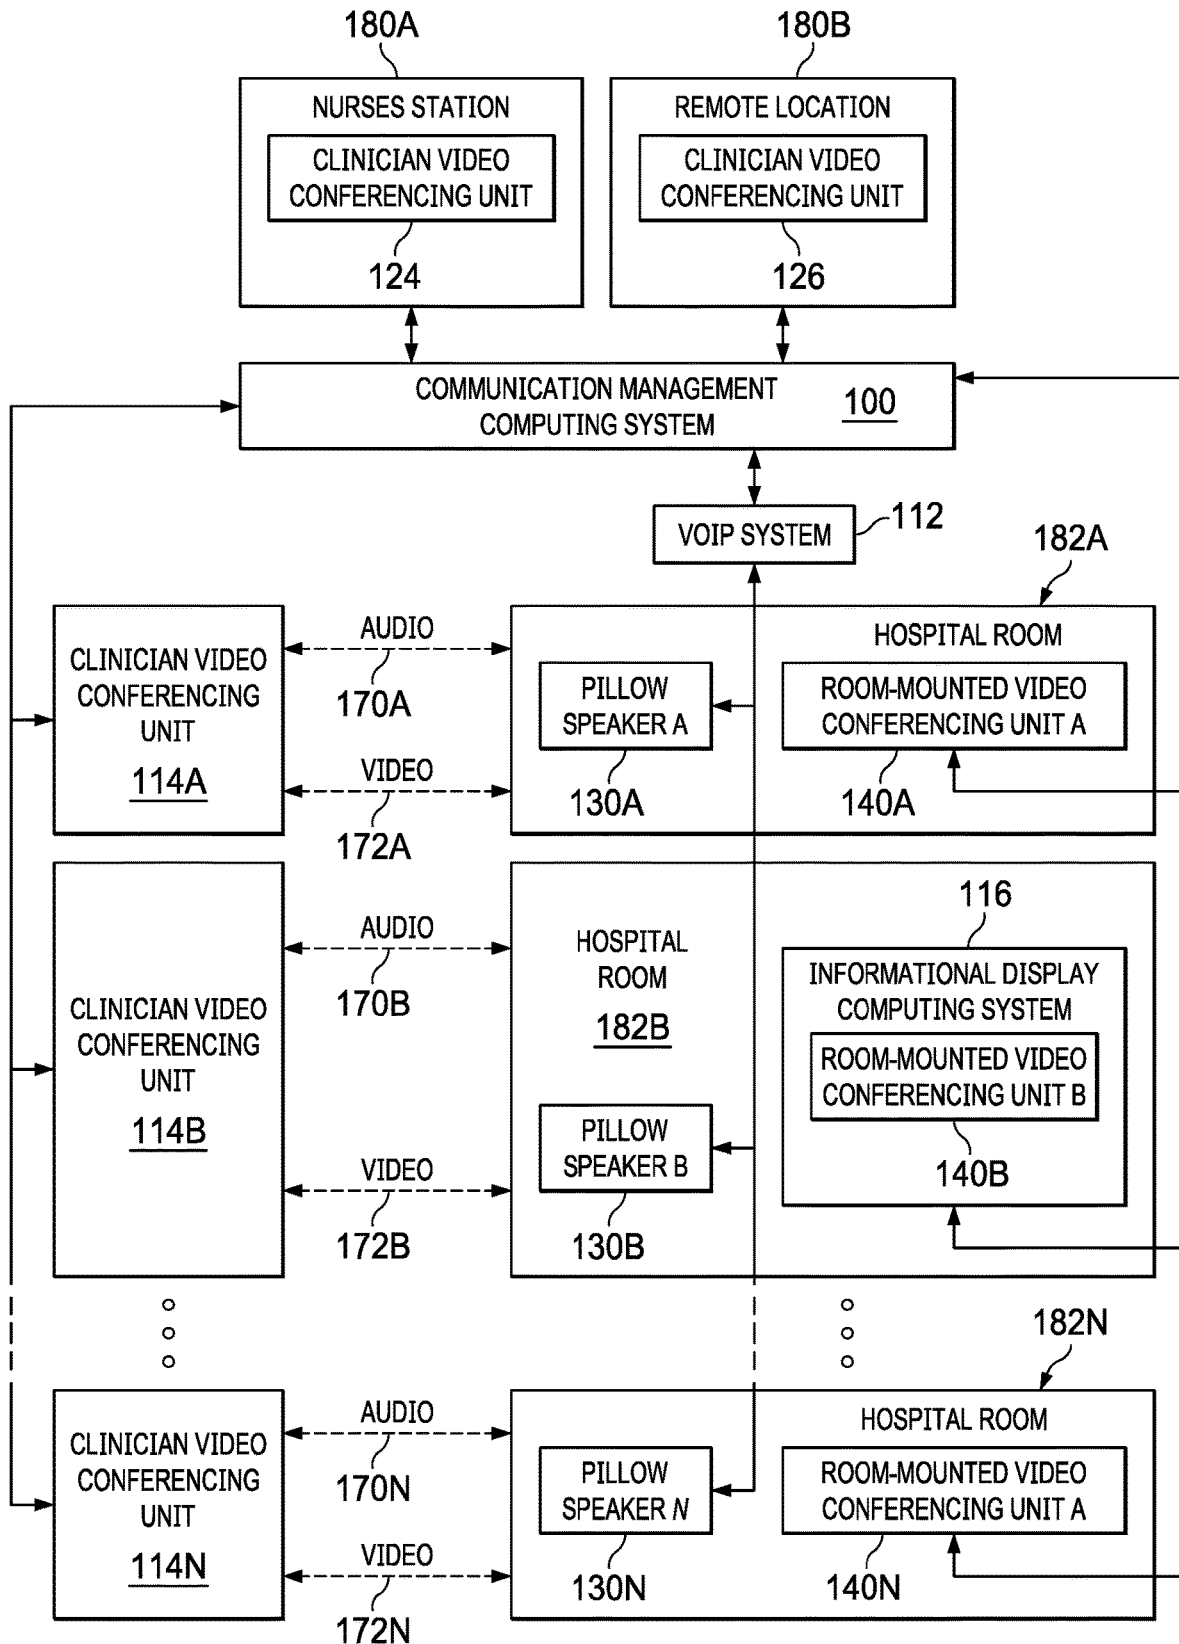 180A
180B
NURSES STATION
CLINICIAN VIDEO
CONFERENCING UNIT
124
REMOTE LOCATION
CLINICIAN VIDEO
CONFERENCING UNIT
126
COMMUNICATION MANAGEMENT
COMPUTING SYSTEM
100
VOIP SYSTEM
112
182A
CLINICIAN VIDEO
CONFERENCING
UNIT
114A
AUDIO
170A
VIDEO
172A
HOSPITAL ROOM
PILLOW
SPEAKER A
130A
ROOM-MOUNTED VIDEO
CONFERENCING UNIT A
140A
CLINICIAN VIDEO
CONFERENCING
UNIT
114B
AUDIO
170B
VIDEO
172B
HOSPITAL
ROOM
182B
PILLOW
SPEAKER B
130B
116
INFORMATIONAL DISPLAY
COMPUTING SYSTEM
ROOM-MOUNTED VIDEO
CONFERENCING UNIT B
140B
182N
CLINICIAN VIDEO
CONFERENCING
UNIT
114N
AUDIO
170N
VIDEO
172N
HOSPITAL ROOM
PILLOW
SPEAKER N
130N
ROOM-MOUNTED VIDEO
CONFERENCING UNIT A
140N